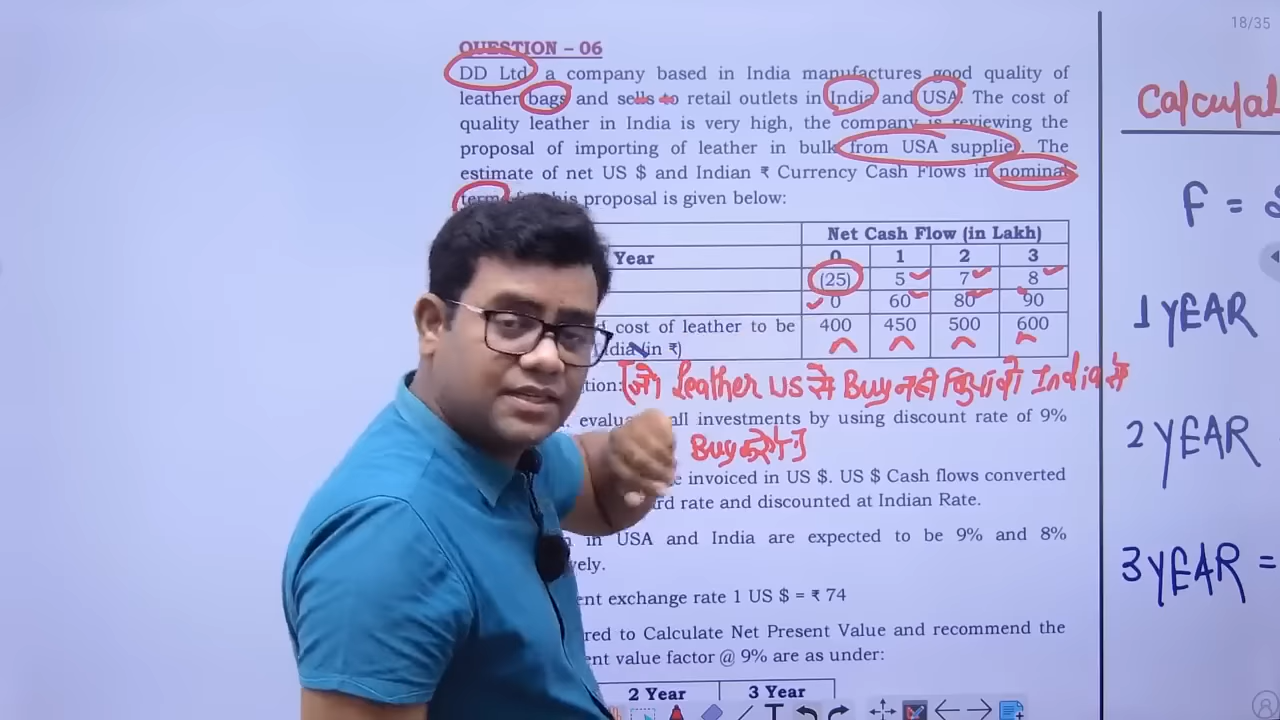 18/35
QUESTION – 06
DD Ltd a company based in India manufactures good quality of
leather bags and sells to retail outlets in India and USA. The cost of
quality leather in India is very high, the company is reviewing the
proposal of importing of leather in bulk from USA supplier. The
estimate of net US $ and Indian ₹ Currency Cash Flows in nominal
term this proposal is given below:
Net Cash Flow (in Lakh)
Year 0 1 2 3
(25) 5 7 8
0 60 80 90
cost of leather to be 400 450 500 600
(in ₹)
leather US से Buy नही किया तो India से
all investments by using discount rate of 9%
Buy करो]
invoiced in US $. US $ Cash flows converted
rate and discounted at Indian Rate.
in USA and India are expected to be 9% and 8%
exchange rate 1 US $ = ₹ 74
to Calculate Net Present Value and recommend the
value factor @ 9% are as under:
2 Year 3 Year
F =
1 YEAR
2 YEAR
3 YEAR =